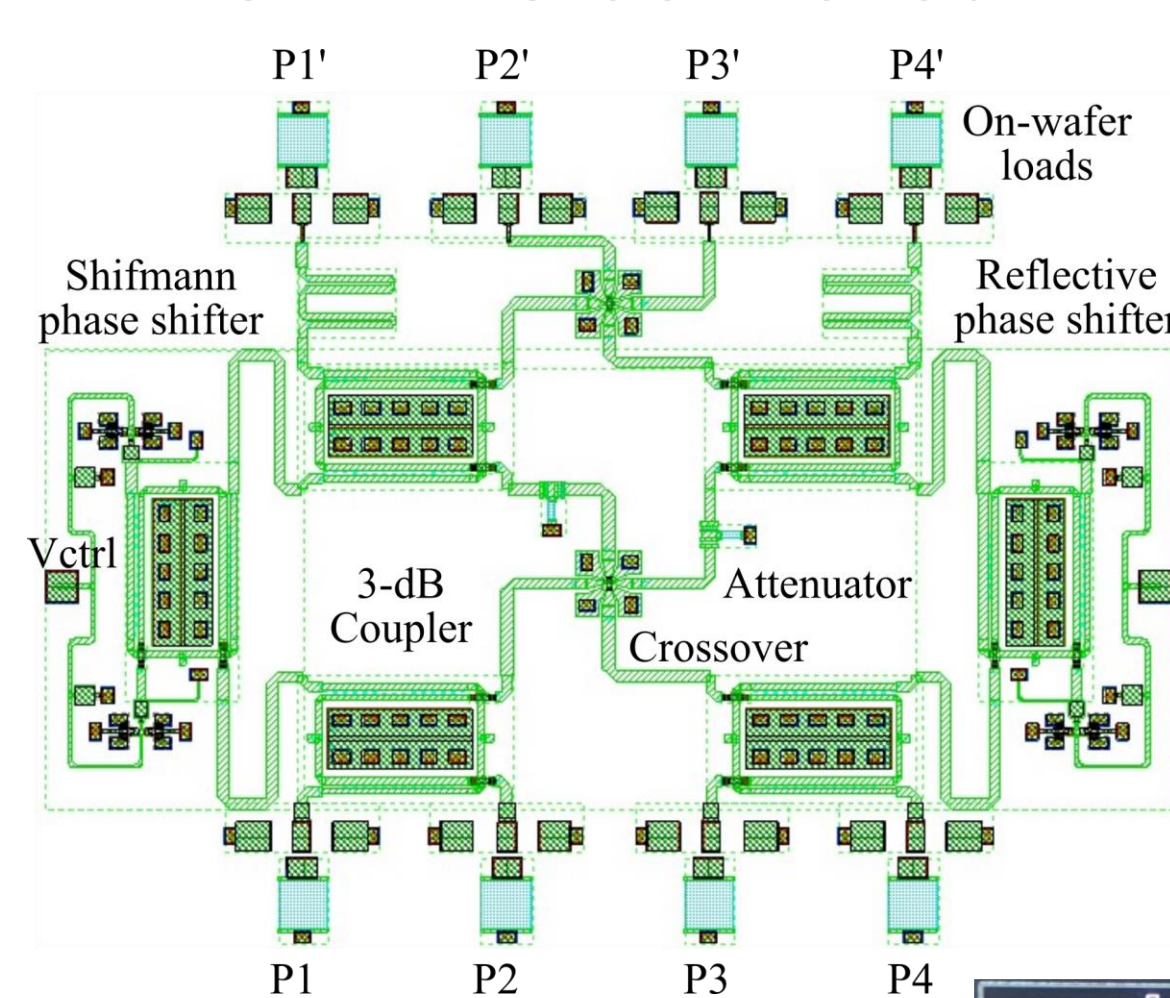 P1' P2' P3' P4'
On-wafer
loads
Shifmann
phase shifter
Reflective
phase shifter
Vctrl
3-dB
Coupler
Attenuator
Crossover
P1 P2 P3 P4